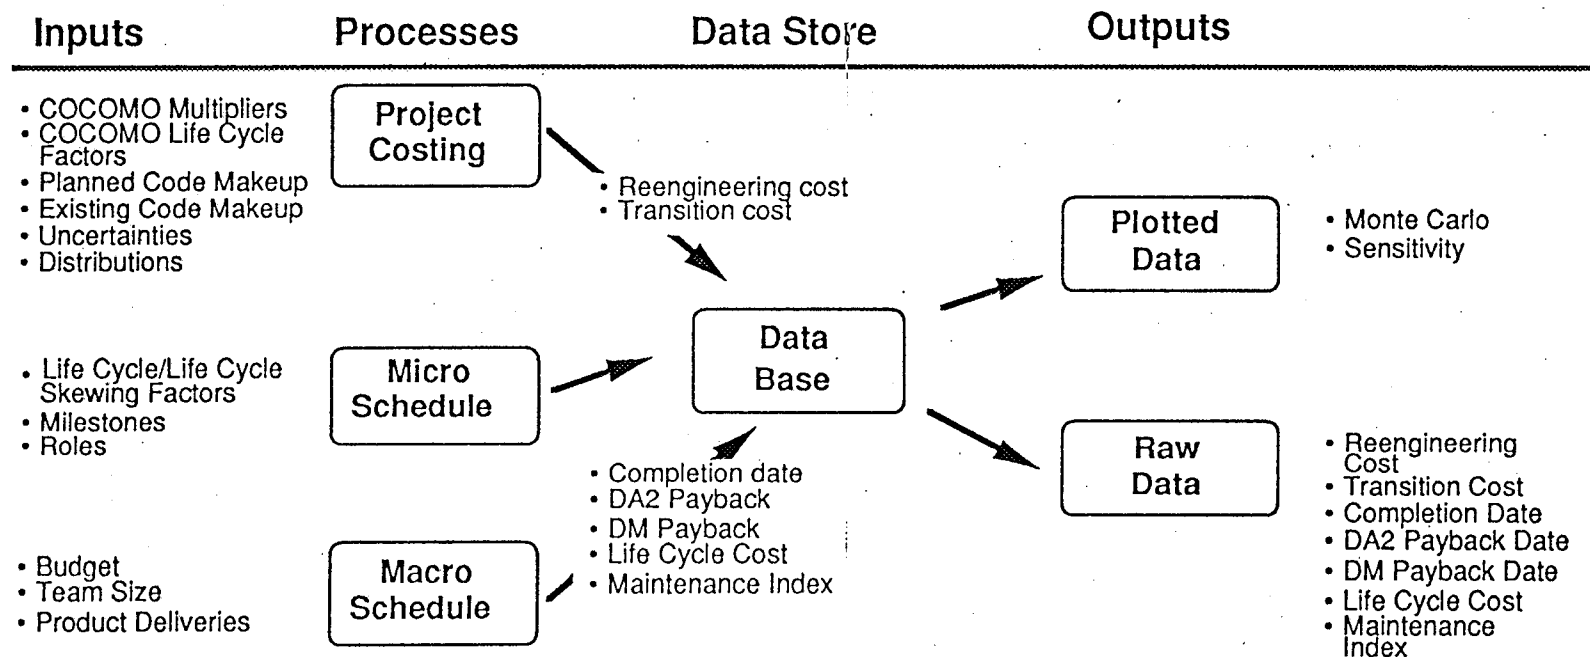 Inputs
Processes
Data Store
Outputs
• COCOMO Multipliers
• COCOMO Life Cycle
Factors
• Planned Code Makeup
• Existing Code Makeup
• Uncertainties
• Distributions
Project
Costing
• Reengineering cost
• Transition cost
Plotted
Data
• Monte Carlo
• Sensitivity
Data
Base
• Life Cycle/Life Cycle
Skewing Factors
• Milestones
• Roles
Micro
Schedule
• Completion date
• DA2 Payback
• DM Payback
• Life Cycle Cost
• Maintenance Index
Raw
Data
• Reengineering
Cost
• Transition Cost
• Completion Date
• DA2 Payback Date
• DM Payback Date
• Life Cycle Cost
• Maintenance
Index
• Budget
• Team Size
• Product Deliveries
Macro
Schedule